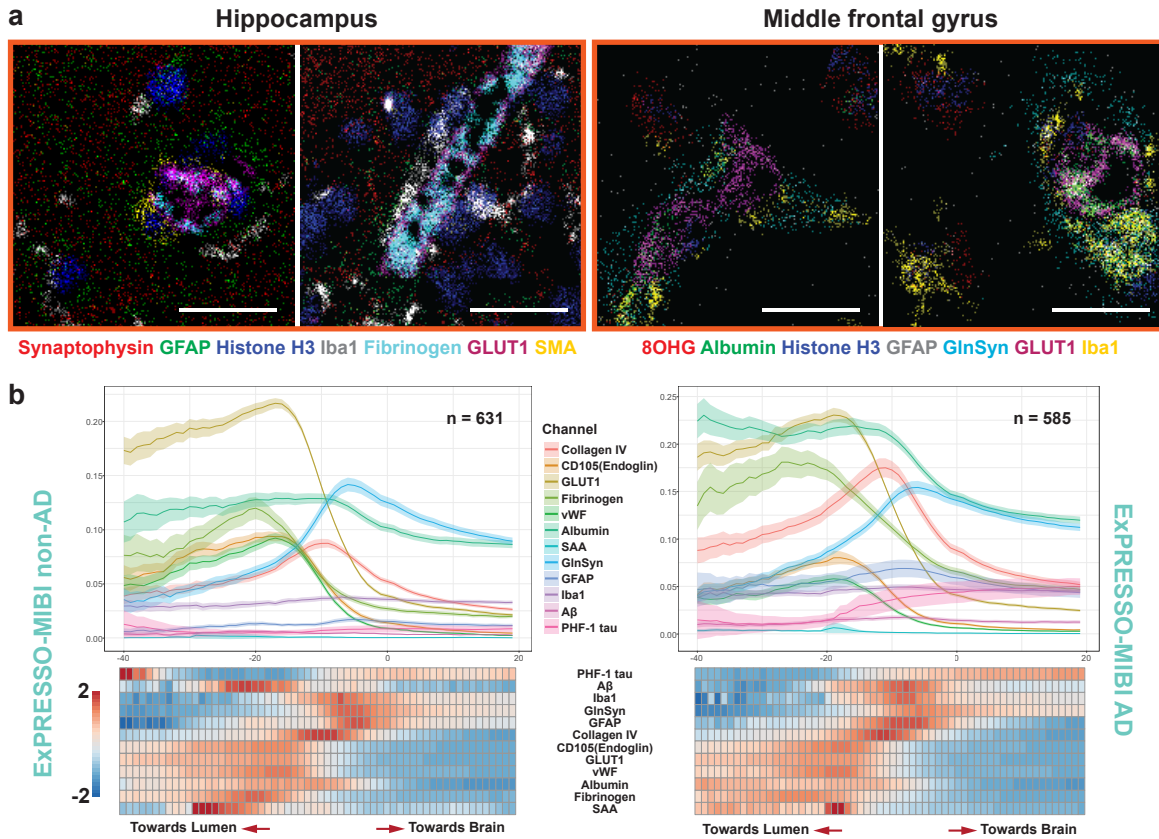 a
Hippocampus
Middle frontal gyrus
Synaptophysin GFAP Histone H3 Iba1 Fibrinogen GLUT1 SMA
8OHG Albumin Histone H3 GFAP GlnSyn GLUT1 Iba1
b
ExPRESSO-MIBI non-AD
0.20
0.15
0.10
0.05
0.00
-40
-20
0
20
n = 631
Channel
Collagen IV
CD105(Endoglin)
GLUT1
Fibrinogen
vWF
Albumin
SAA
GlnSyn
GFAP
Iba1
Aβ
PHF-1 tau
0.25
0.20
0.15
0.10
0.05
0.00
-40
-20
0
20
n = 585
ExPRESSO-MIBI AD
2
-2
PHF-1 tau
Aβ
Iba1
GlnSyn
GFAP
Collagen IV
CD105(Endoglin)
GLUT1
vWF
Albumin
Fibrinogen
SAA
Towards Lumen
Towards Brain
Towards Lumen
Towards Brain